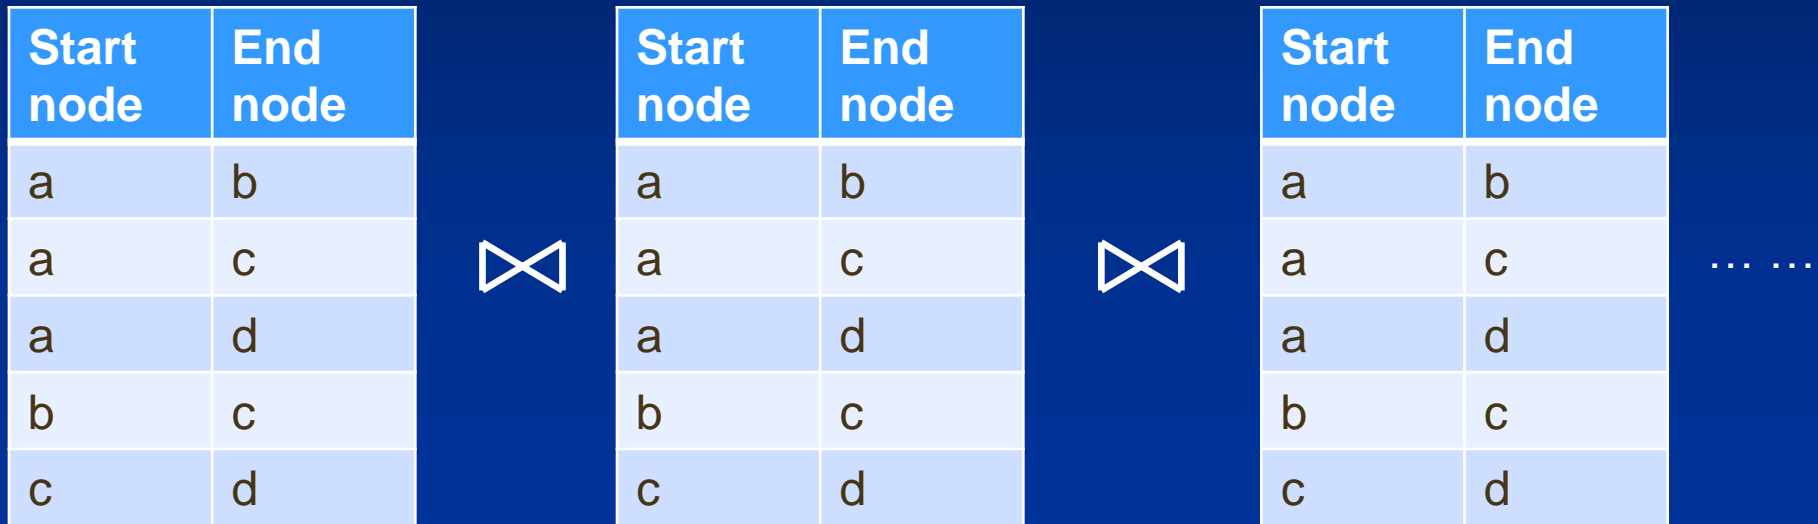 Start node End node ⋈ Start node End node ⋈ Start node End node
a b a b a b
a c a c a c … …
a d a d a d
b c b c b c
c d c d c d